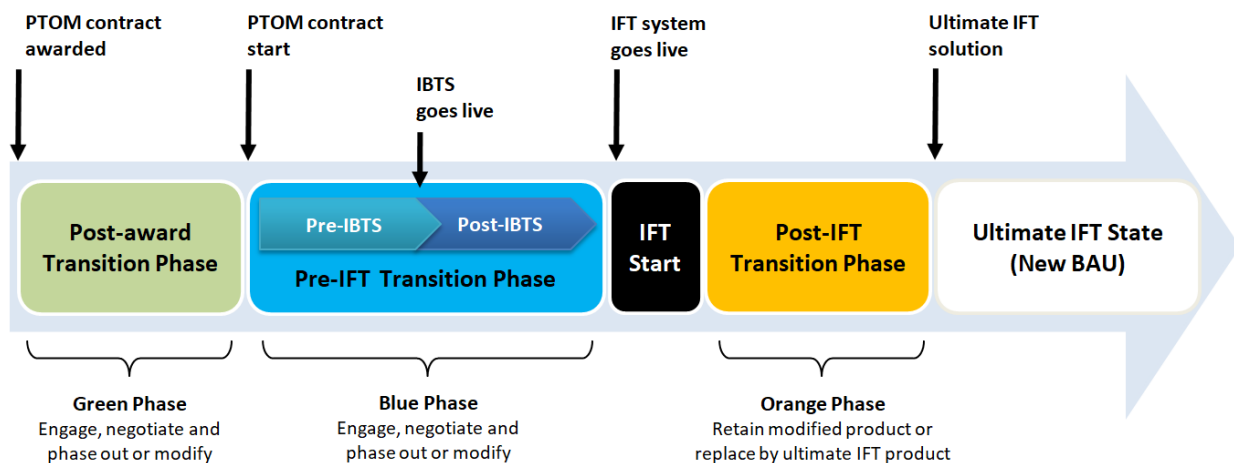 PTOM contract
awarded
PTOM contract
start
IBTS
goes live
IFT system
goes live
Ultimate IFT
solution
Post-award
Transition Phase
Pre-IBTS
Post-IBTS
Pre-IFT Transition Phase
IFT
Start
Post-IFT
Transition Phase
Ultimate IFT State
(New BAU)
Green Phase
Engage, negotiate and
phase out or modify
Blue Phase
Engage, negotiate and
phase out or modify
Orange Phase
Retain modified product or
replace by ultimate IFT product